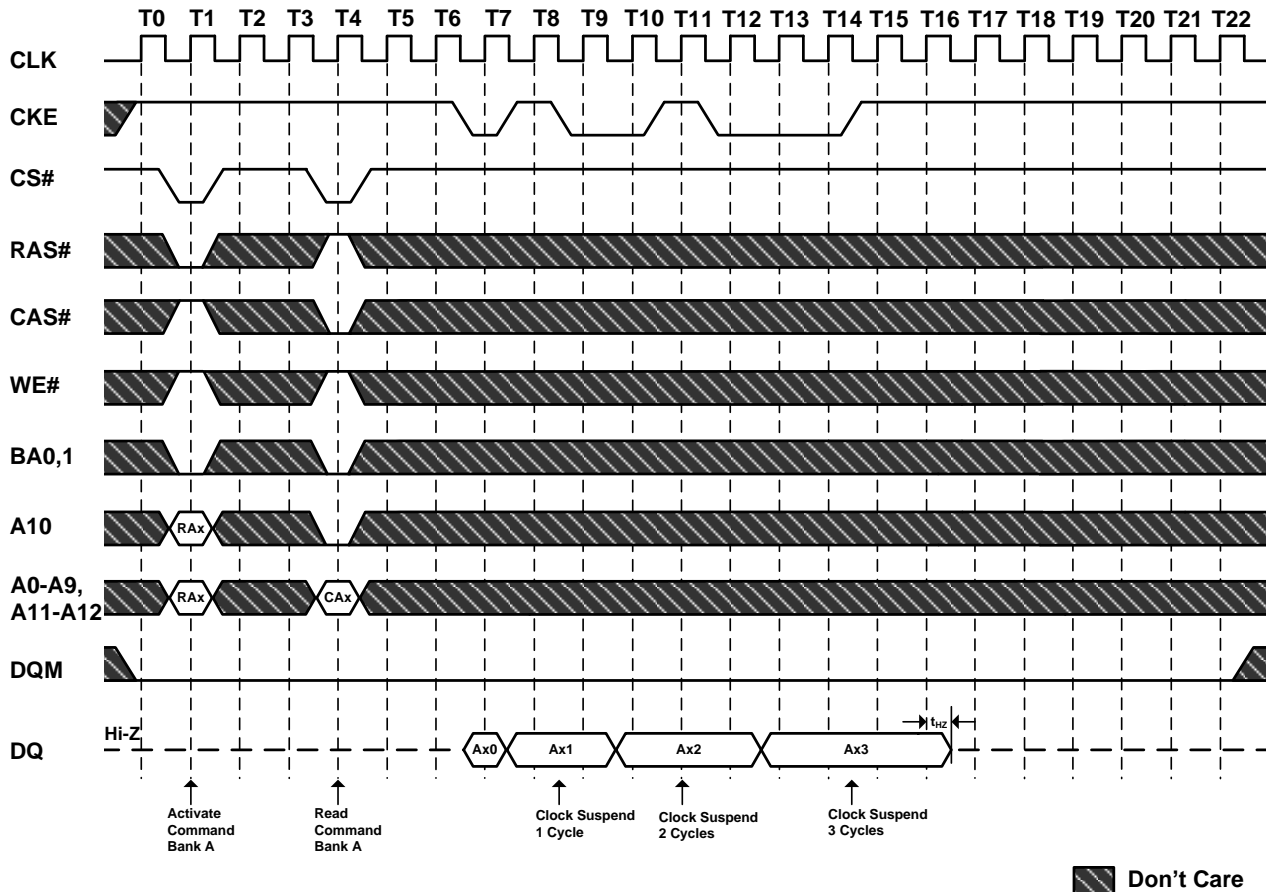 T0 T1 T2 T3 T4 T5 T6 T7 T8 T9 T10 T11 T12 T13 T14 T15 T16 T17 T18 T19 T20 T21 T22
CLK
CKE
CS#
RAS#
CAS#
WE#
BA0,1
A10
RAx
A0-A9,
A11-A12
RAx CAx
DQM
DQ
Hi-Z
Ax0 Ax1 Ax2 Ax3
tHZ
Activate
Command
Bank A
Read
Command
Bank A
Clock Suspend
1 Cycle
Clock Suspend
2 Cycles
Clock Suspend
3 Cycles
Don't Care